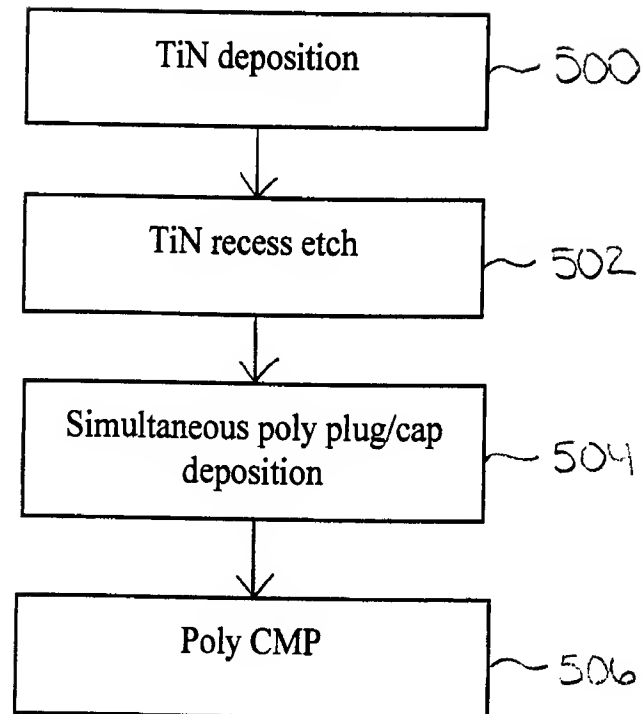 TiN deposition
500
TiN recess etch
502
Simultaneous poly plug/cap
deposition
504
Poly CMP
506